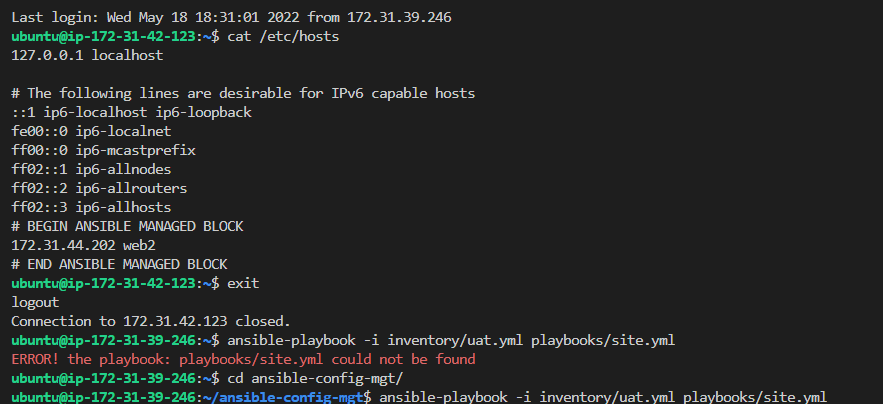 Last login: Wed May 18 18:31:01 2022 from 172.31.39.246
ubuntu@ip-172-31-42-123:~$ cat /etc/hosts
127.0.0.1 localhost

# The following lines are desirable for IPv6 capable hosts
::1 ip6-localhost ip6-loopback
fe00::0 ip6-localnet
ff00::0 ip6-mcastprefix
ff02::1 ip6-allnodes
ff02::2 ip6-allrouters
ff02::3 ip6-allhosts
# BEGIN ANSIBLE MANAGED BLOCK
172.31.44.202 web2
# END ANSIBLE MANAGED BLOCK
ubuntu@ip-172-31-42-123:~$ exit
logout
Connection to 172.31.42.123 closed.
ubuntu@ip-172-31-39-246:~$ ansible-playbook -i inventory/uat.yml playbooks/site.yml
ERROR! the playbook: playbooks/site.yml could not be found
ubuntu@ip-172-31-39-246:~$ cd ansible-config-mgt/
ubuntu@ip-172-31-39-246:~/ansible-config-mgt$ ansible-playbook -i inventory/uat.yml playbooks/site.yml